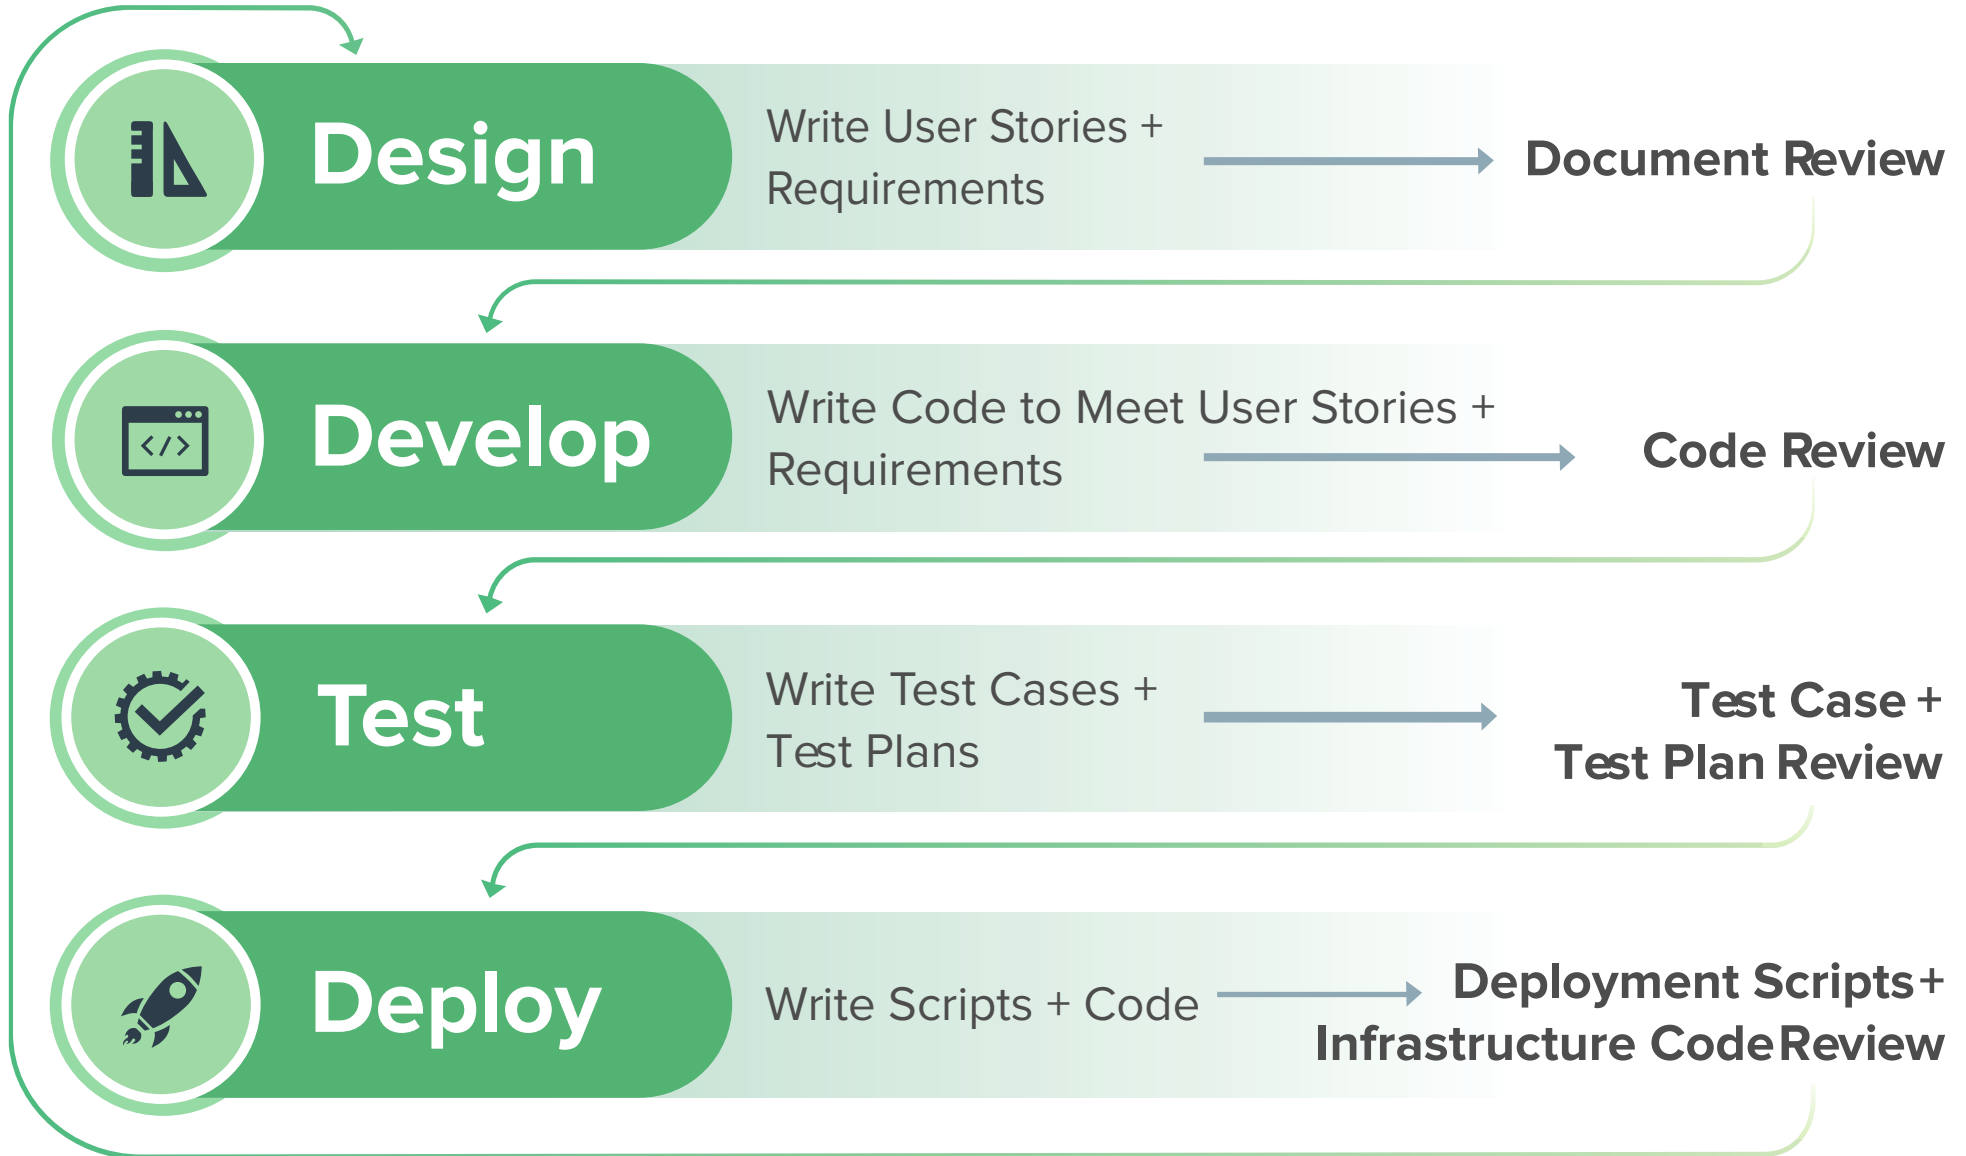 Design
Write User Stories +
Requirements
Document Review
Develop
Write Code to Meet User Stories +
Requirements
Code Review
</>
Test
Write Test Cases +
Test Plans
Test Case +
Test Plan Review
Deploy
Write Scripts + Code
Deployment Scripts +
Infrastructure Code Review